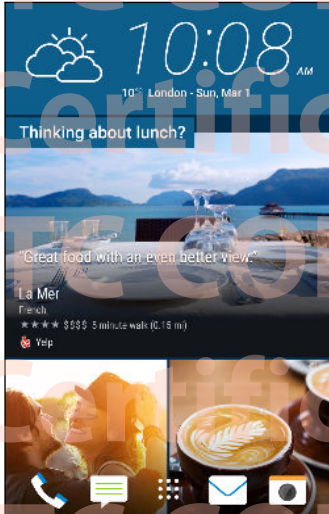 10:08 AM
10° London - Sun, Mar 1
Thinking about lunch?
"Great food with an even better view."
La Mer
French
★★★★ $$$$ 5 minute walk (0.15 mi)
Yelp